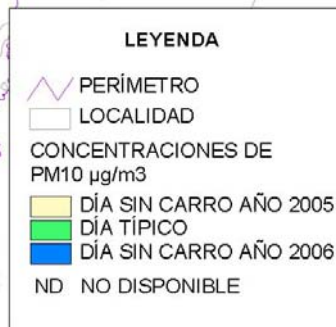 LEYENDA
PERÍMETRO
LOCALIDAD
CONCENTRACIONES DE
PM10 µg/m3
DÍA SIN CARRO AÑO 2005
DÍA TÍPICO
DÍA SIN CARRO AÑO 2006
ND NO DISPONIBLE